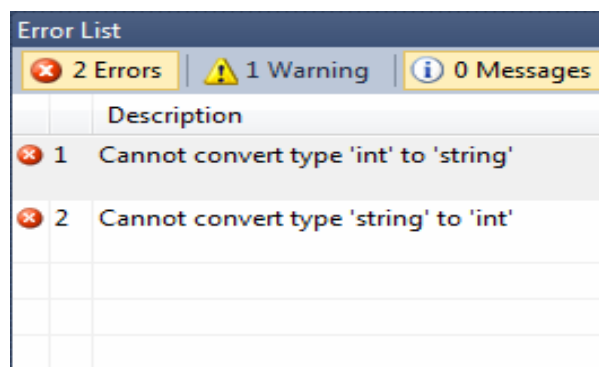 Error List
2 Errors 1 Warning 0 Messages
Description
1 Cannot convert type 'int' to 'string'
2 Cannot convert type 'string' to 'int'